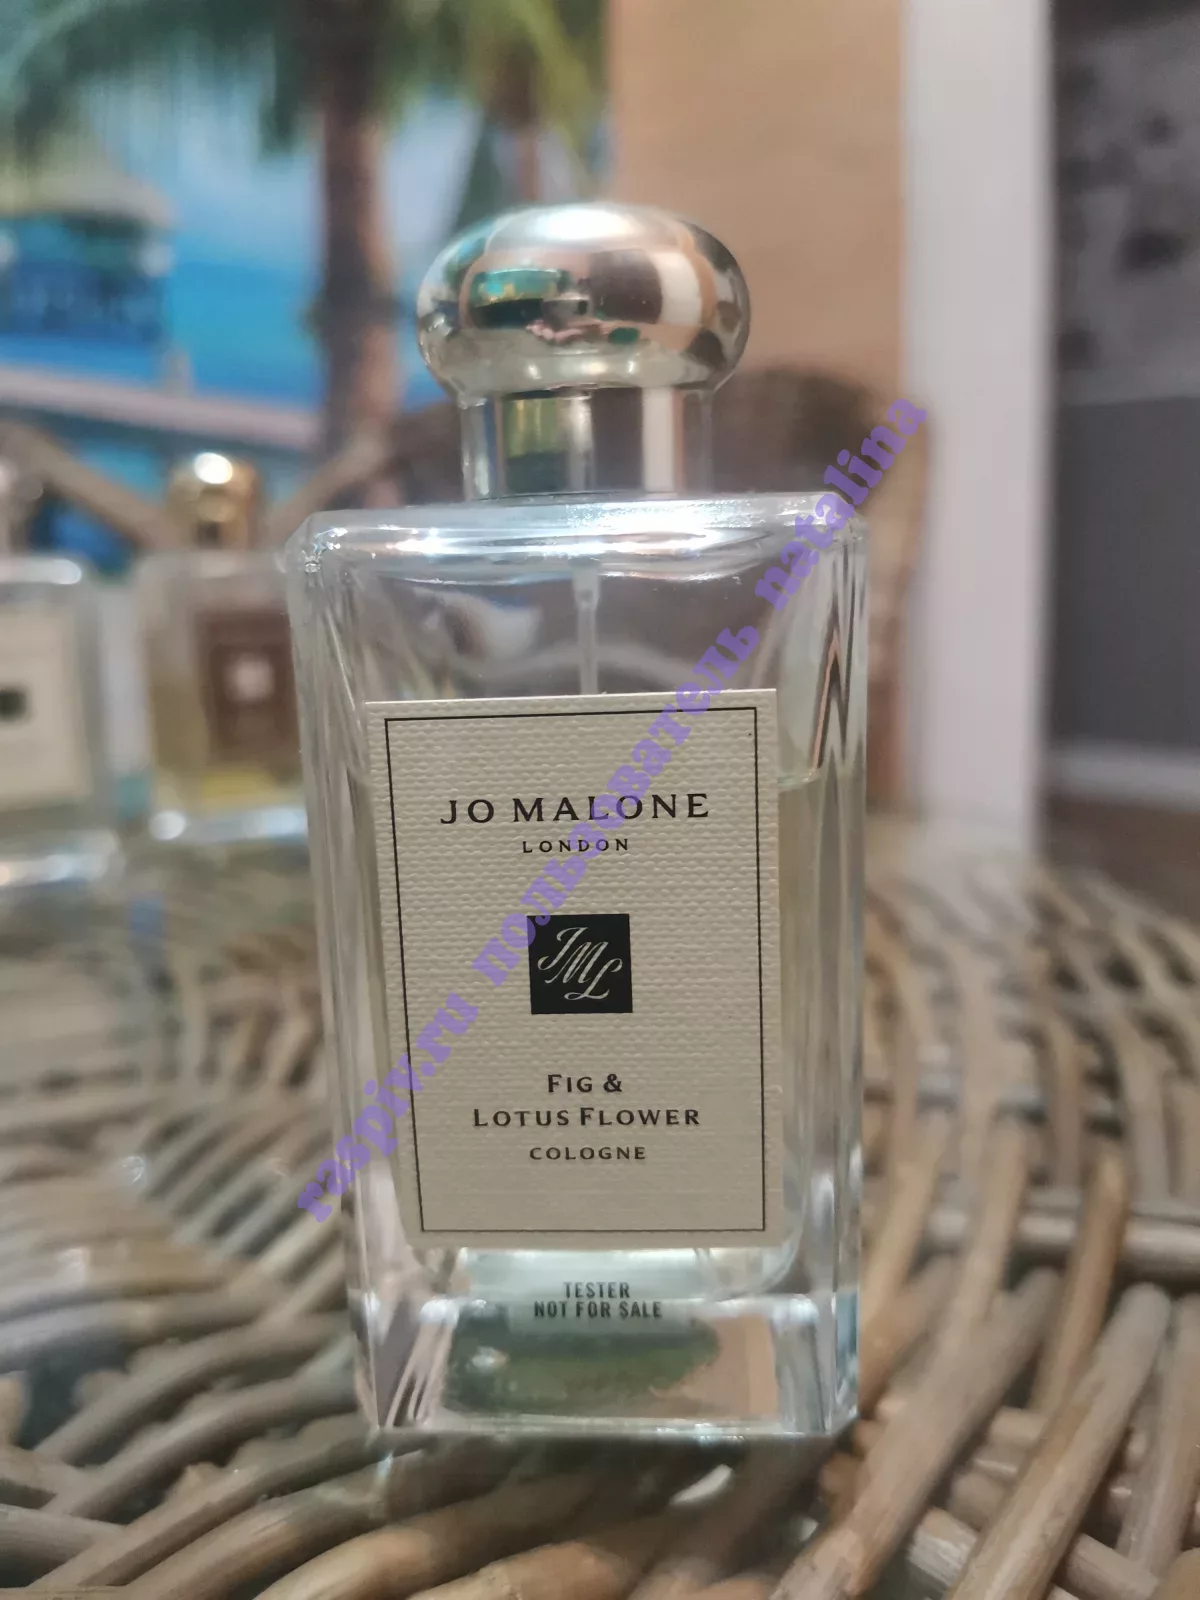 JO MALONE
LONDON
JML
FIG &
LOTUS FLOWER
COLOGNE
TESTER
NOT FOR SALE
raspiv.ru пользователь natalina